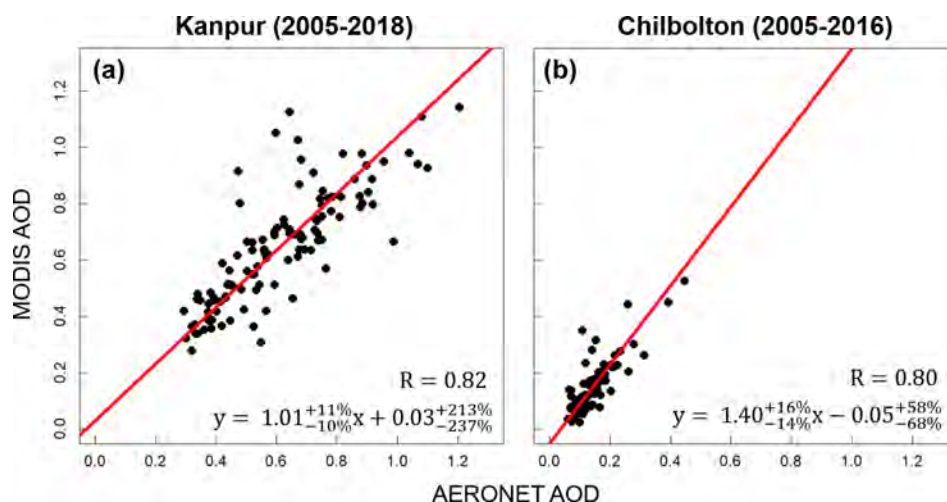 Kanpur (2005-2018)
Chilbolton (2005-2016)
(a)
(b)
MODIS AOD
1.2
1.0
0.8
0.6
0.4
0.2
0.0
R = 0.82
y = 1.01+11%-10%x + 0.03+213%-237%
R = 0.80
y = 1.40+16%-14%x − 0.05+58%-68%
0.0 0.2 0.4 0.6 0.8 1.0 1.2
0.0 0.2 0.4 0.6 0.8 1.0 1.2
AERONET AOD